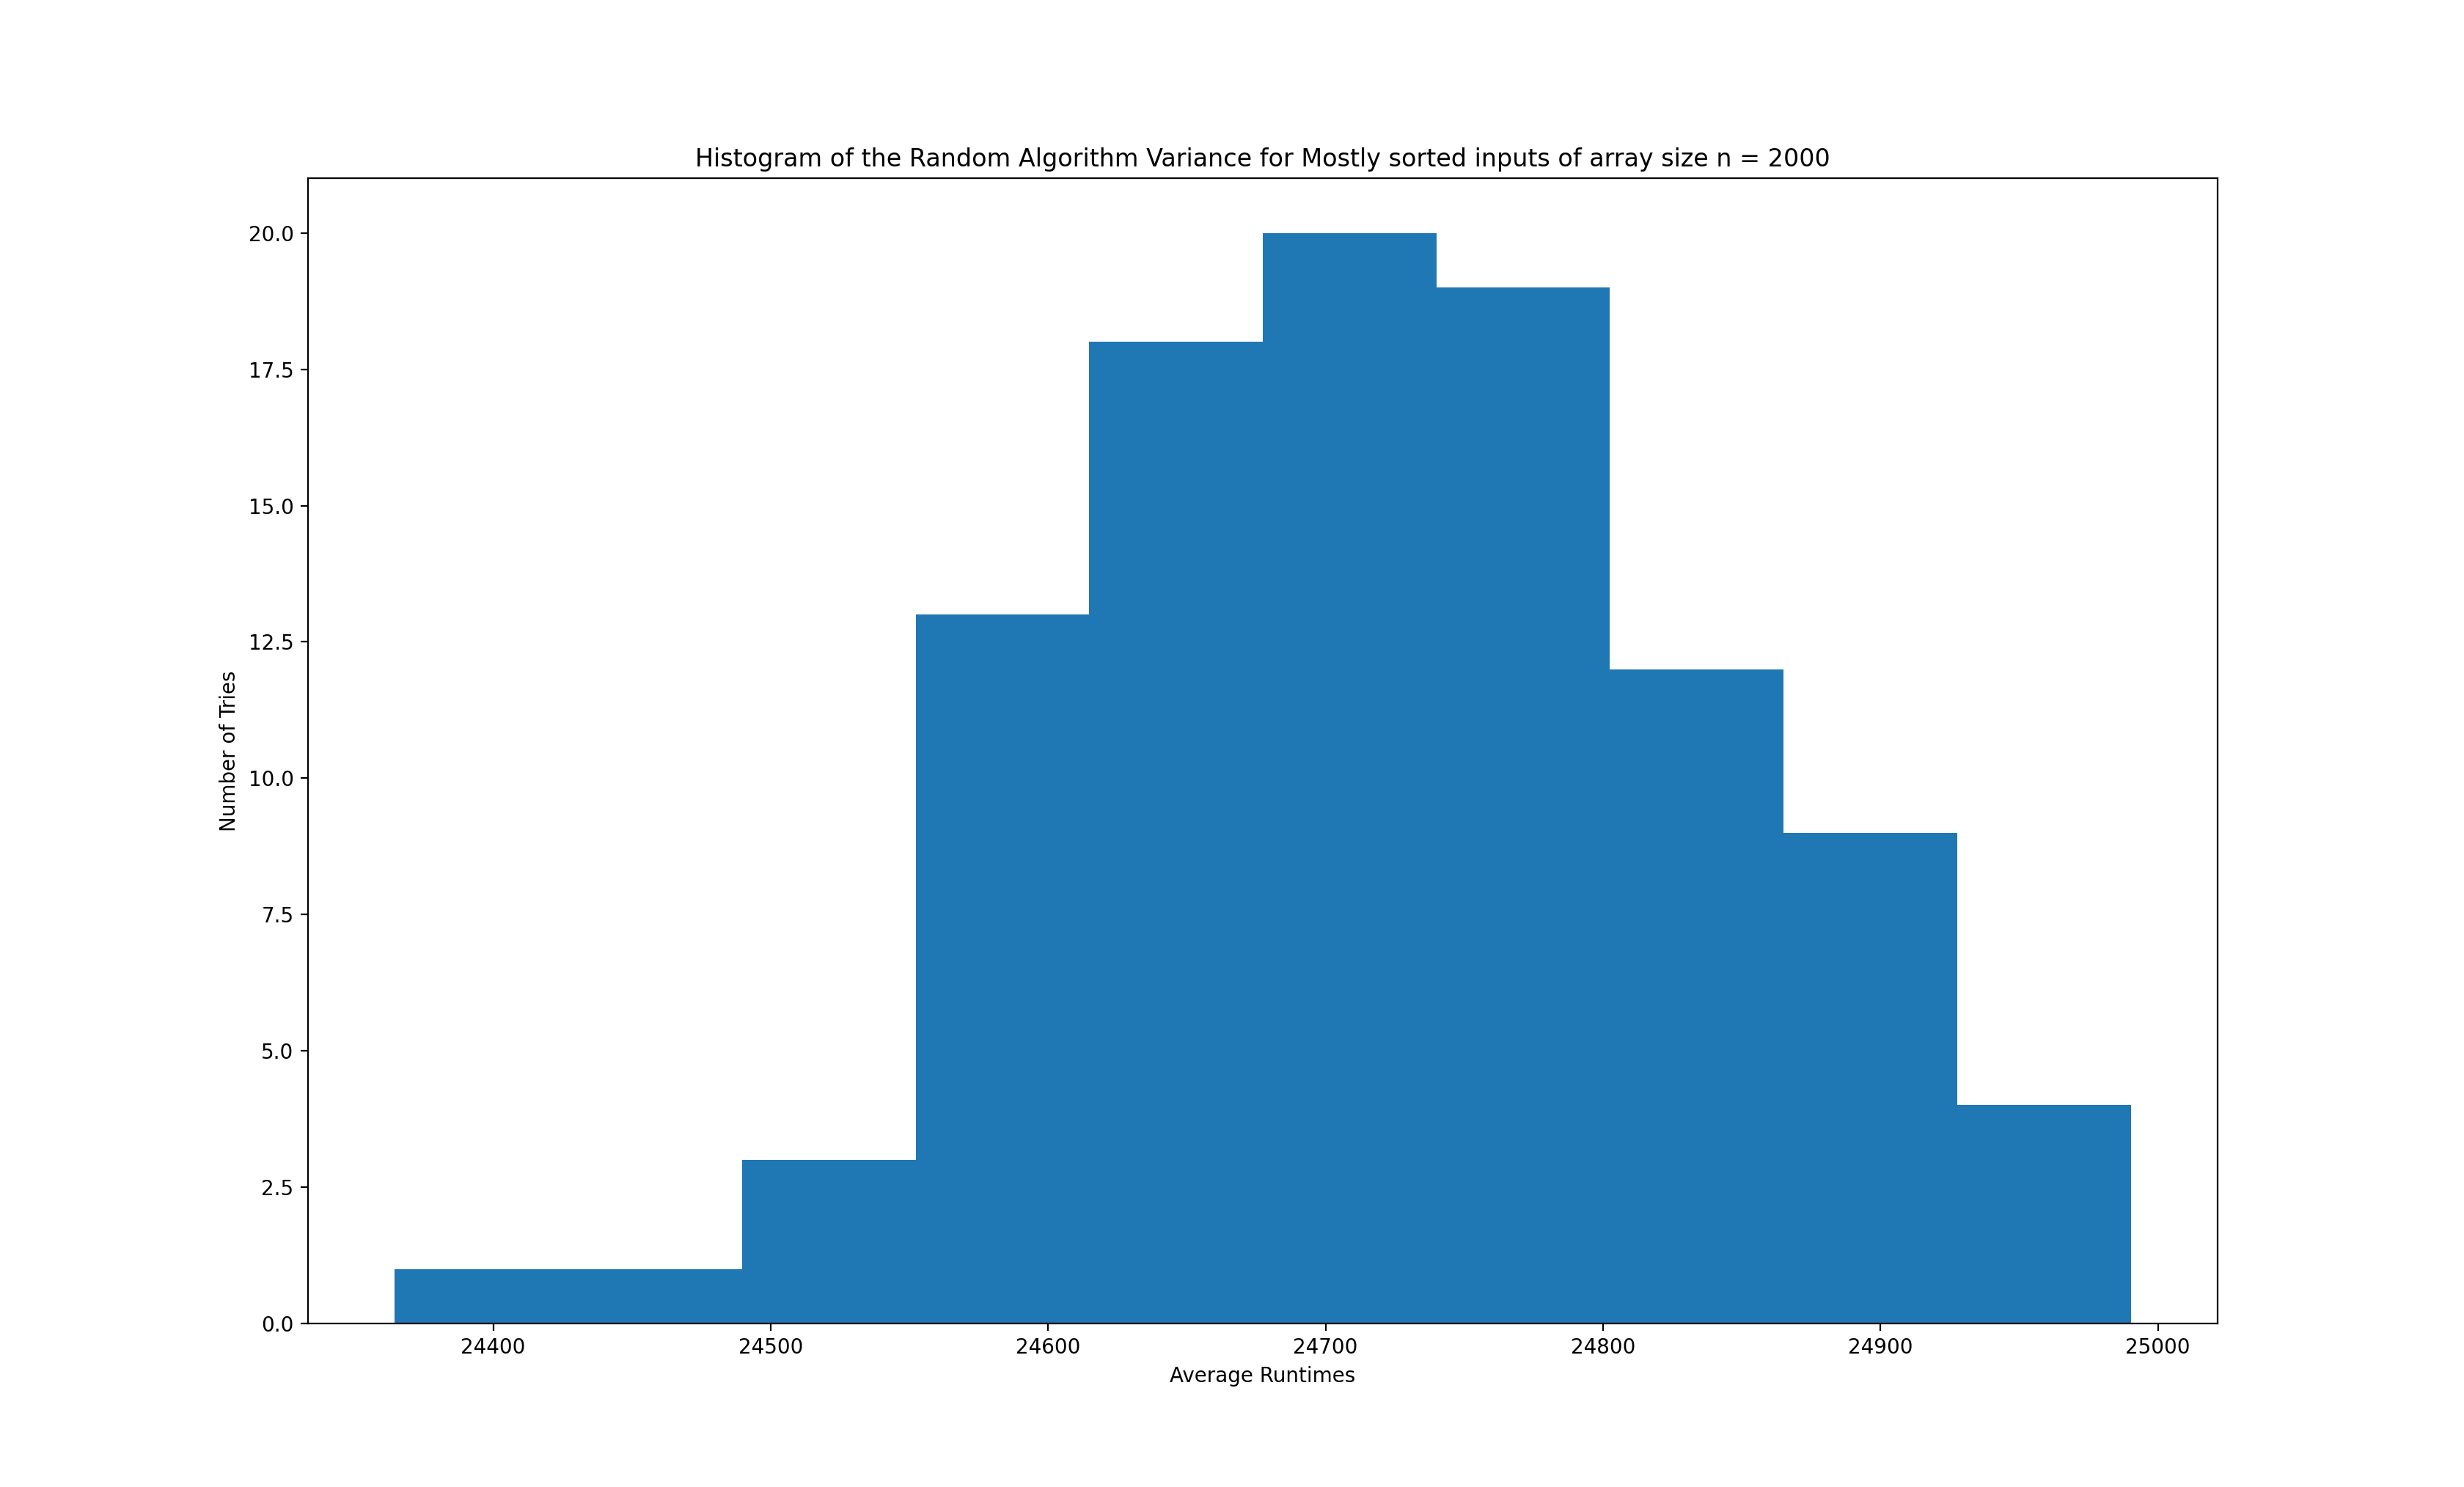 Histogram of the Random Algorithm Variance for Mostly sorted inputs of array size n = 2000
20.0
17.5
15.0
12.5
10.0
7.5
5.0
2.5
0.0
Number of Tries
24400 24500 24600 24700 24800 24900 25000
Average Runtimes